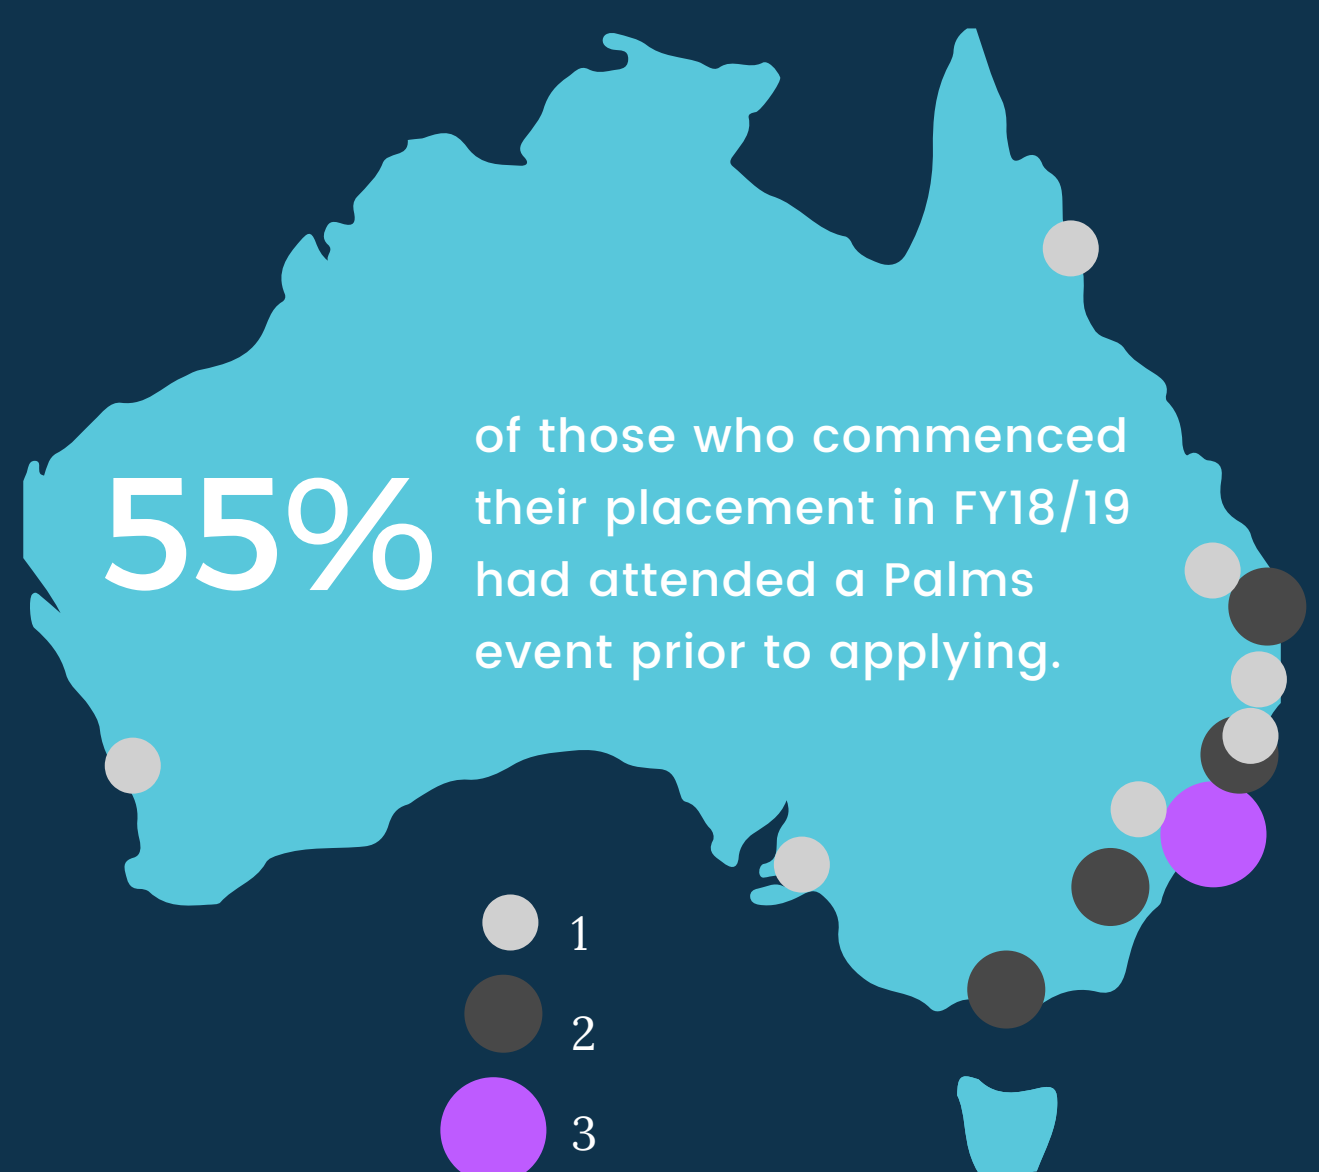 55%
of those who commenced
their placement in FY18/19
had attended a Palms
event prior to applying.
1
2
3